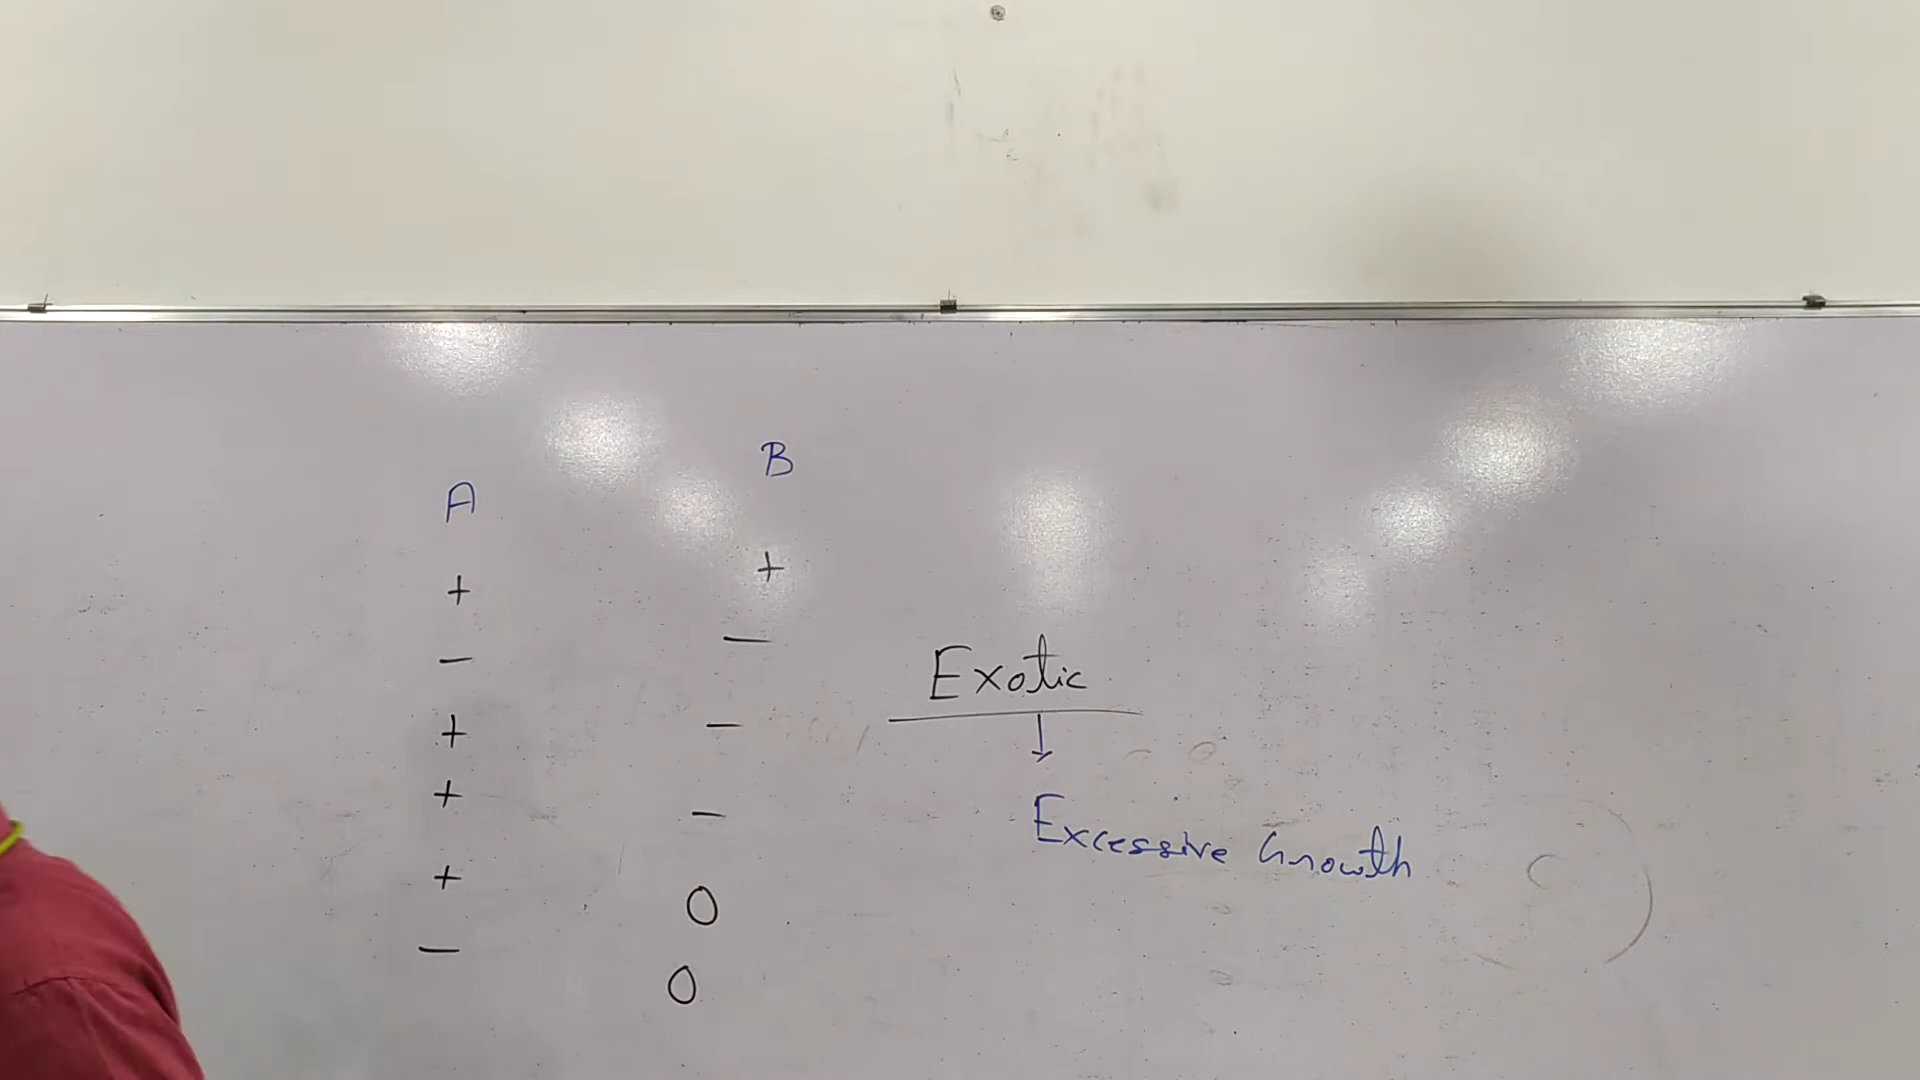 A B
+ +
- -
+ -
+ -
+ 0
- 0
Exotic
↓
Excessive Growth